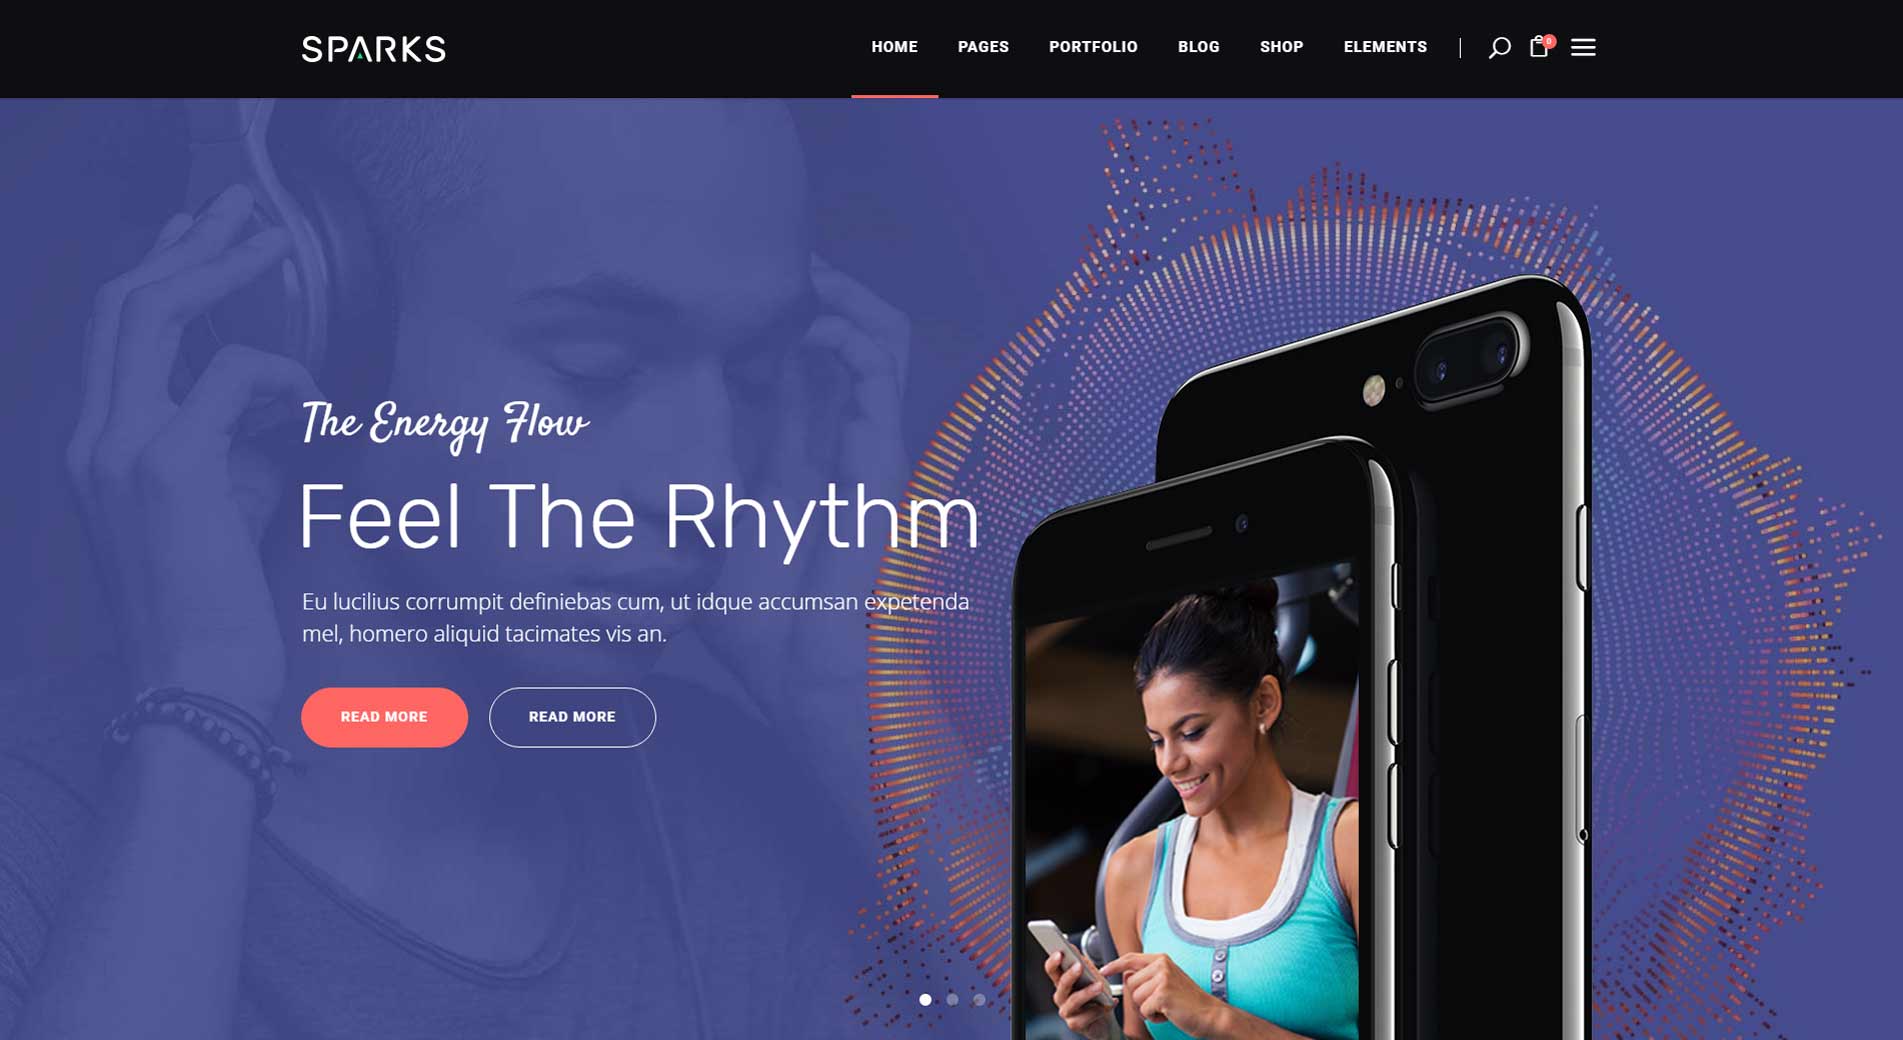 SPARKS
HOME PAGES PORTFOLIO BLOG SHOP ELEMENTS 0
The Energy Flow
Feel The Rhythm
Eu lucilius corrumpit definiebas cum, ut idque accumsan expetenda
mel, homero aliquid tacimates vis an.
READ MORE READ MORE